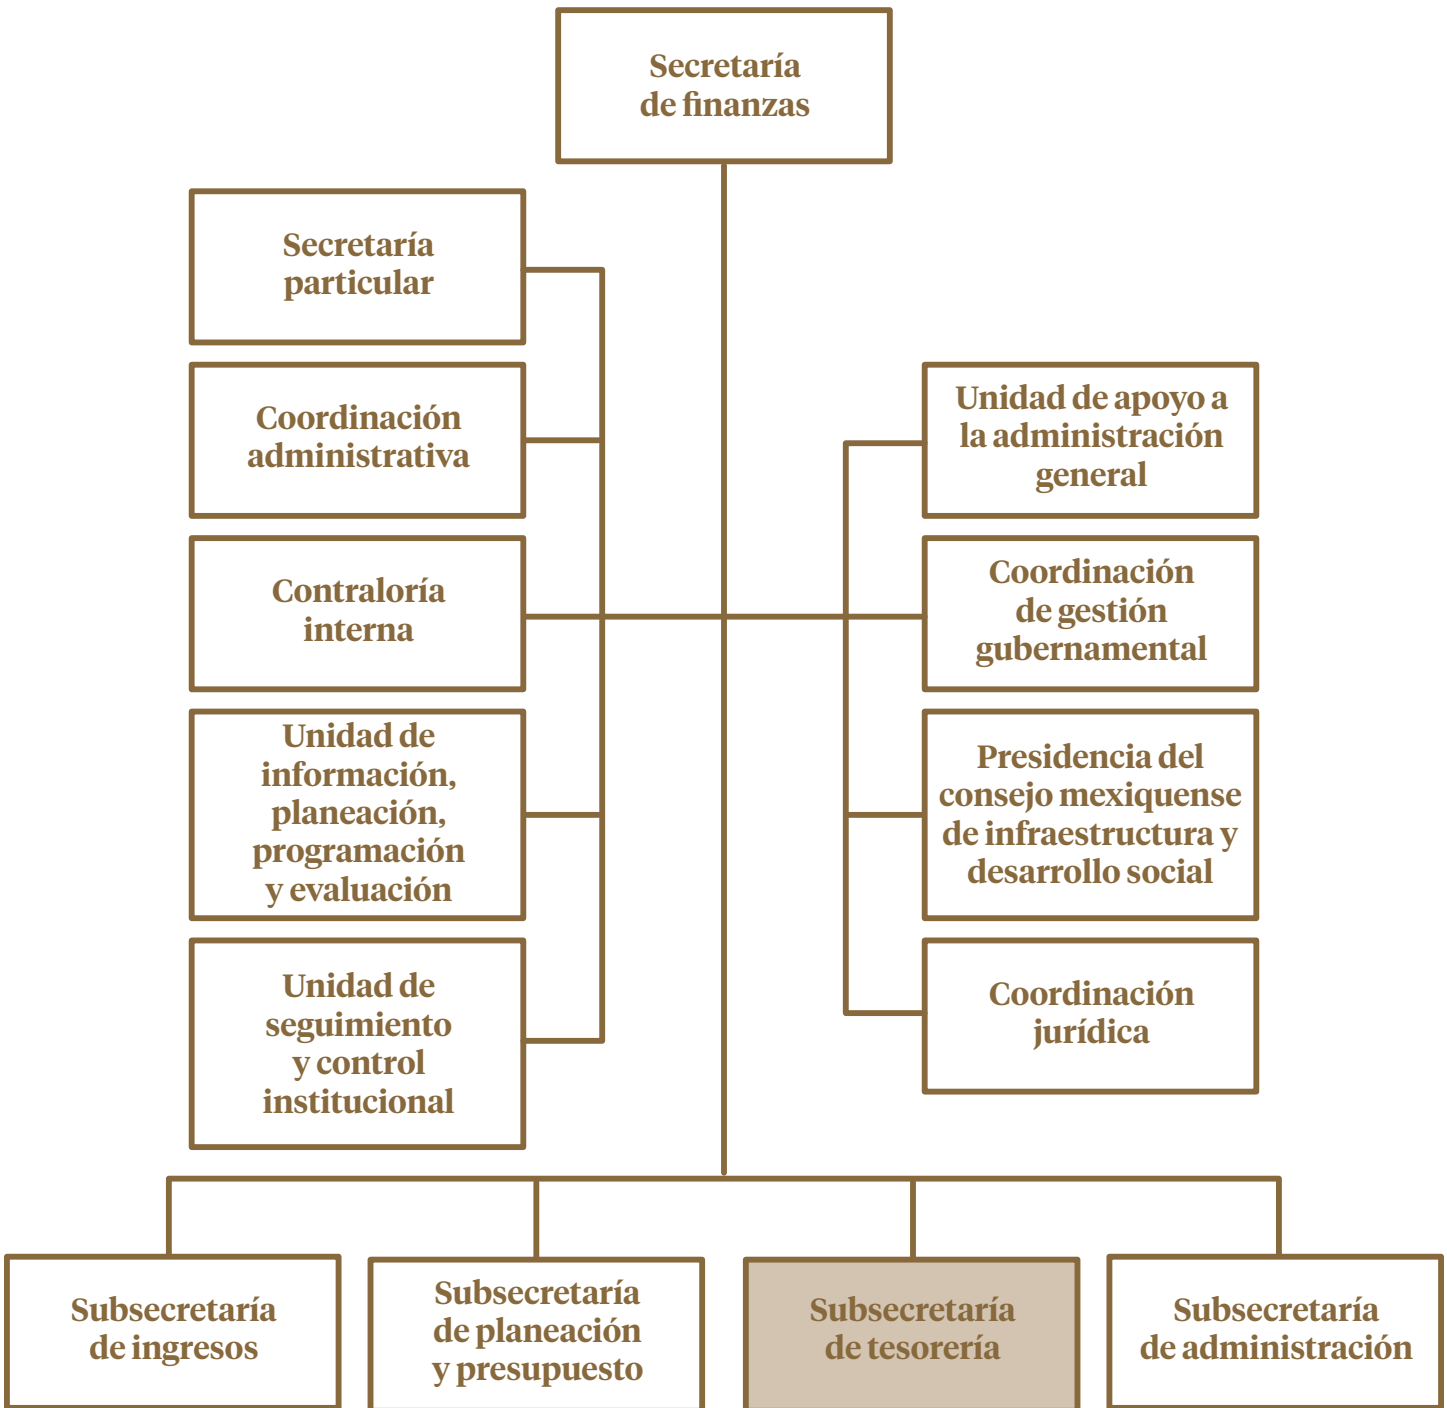 Secretaría
de finanzas
Secretaría
particular
Coordinación
administrativa
Contraloría
interna
Unidad de
información,
planeación,
programación
y evaluación
Unidad de
seguimiento
y control
institucional
Unidad de apoyo a
la administración
general
Coordinación
de gestión
gubernamental
Presidencia del
consejo mexiquense
de infraestructura y
desarrollo social
Coordinación
jurídica
Subsecretaría
de ingresos
Subsecretaría
de planeación
y presupuesto
Subsecretaría
de tesorería
Subsecretaría
de administración